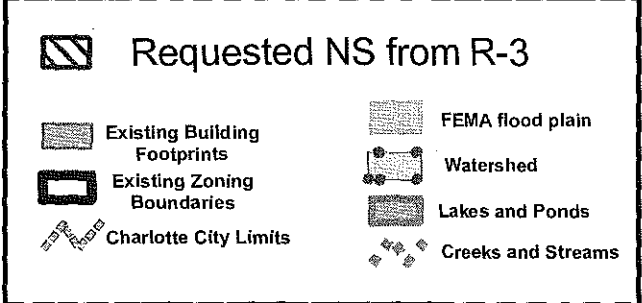 Requested NS from R-3
Existing Building
Footprints
Existing Zoning
Boundaries
Charlotte City Limits
FEMA flood plain
Watershed
Lakes and Ponds
Creeks and Streams